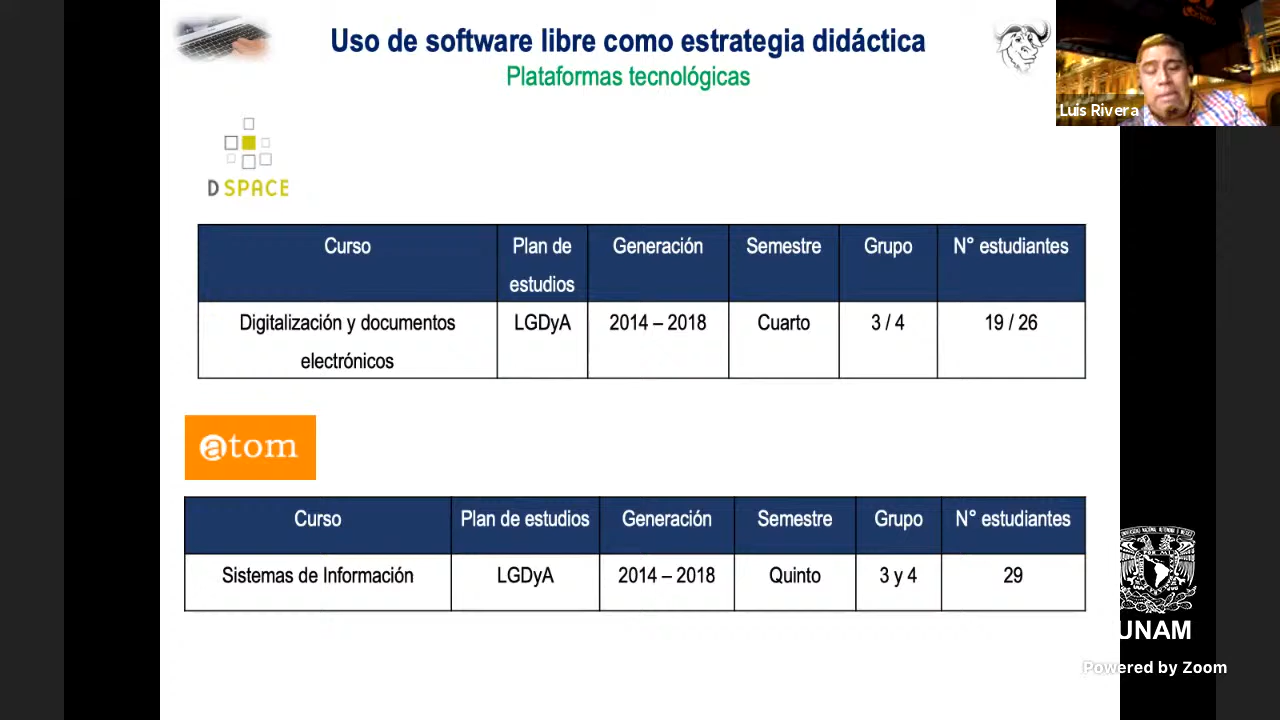 Uso de software libre como estrategia didáctica
Plataformas tecnológicas
Luis Rivera
D SPACE
Curso Plan de estudios Generación Semestre Grupo N° estudiantes
Digitalización y documentos electrónicos LGDyA 2014 – 2018 Cuarto 3 / 4 19 / 26
atom
Curso Plan de estudios Generación Semestre Grupo N° estudiantes
Sistemas de Información LGDyA 2014 – 2018 Quinto 3 y 4 29
UNAM
Powered by Zoom